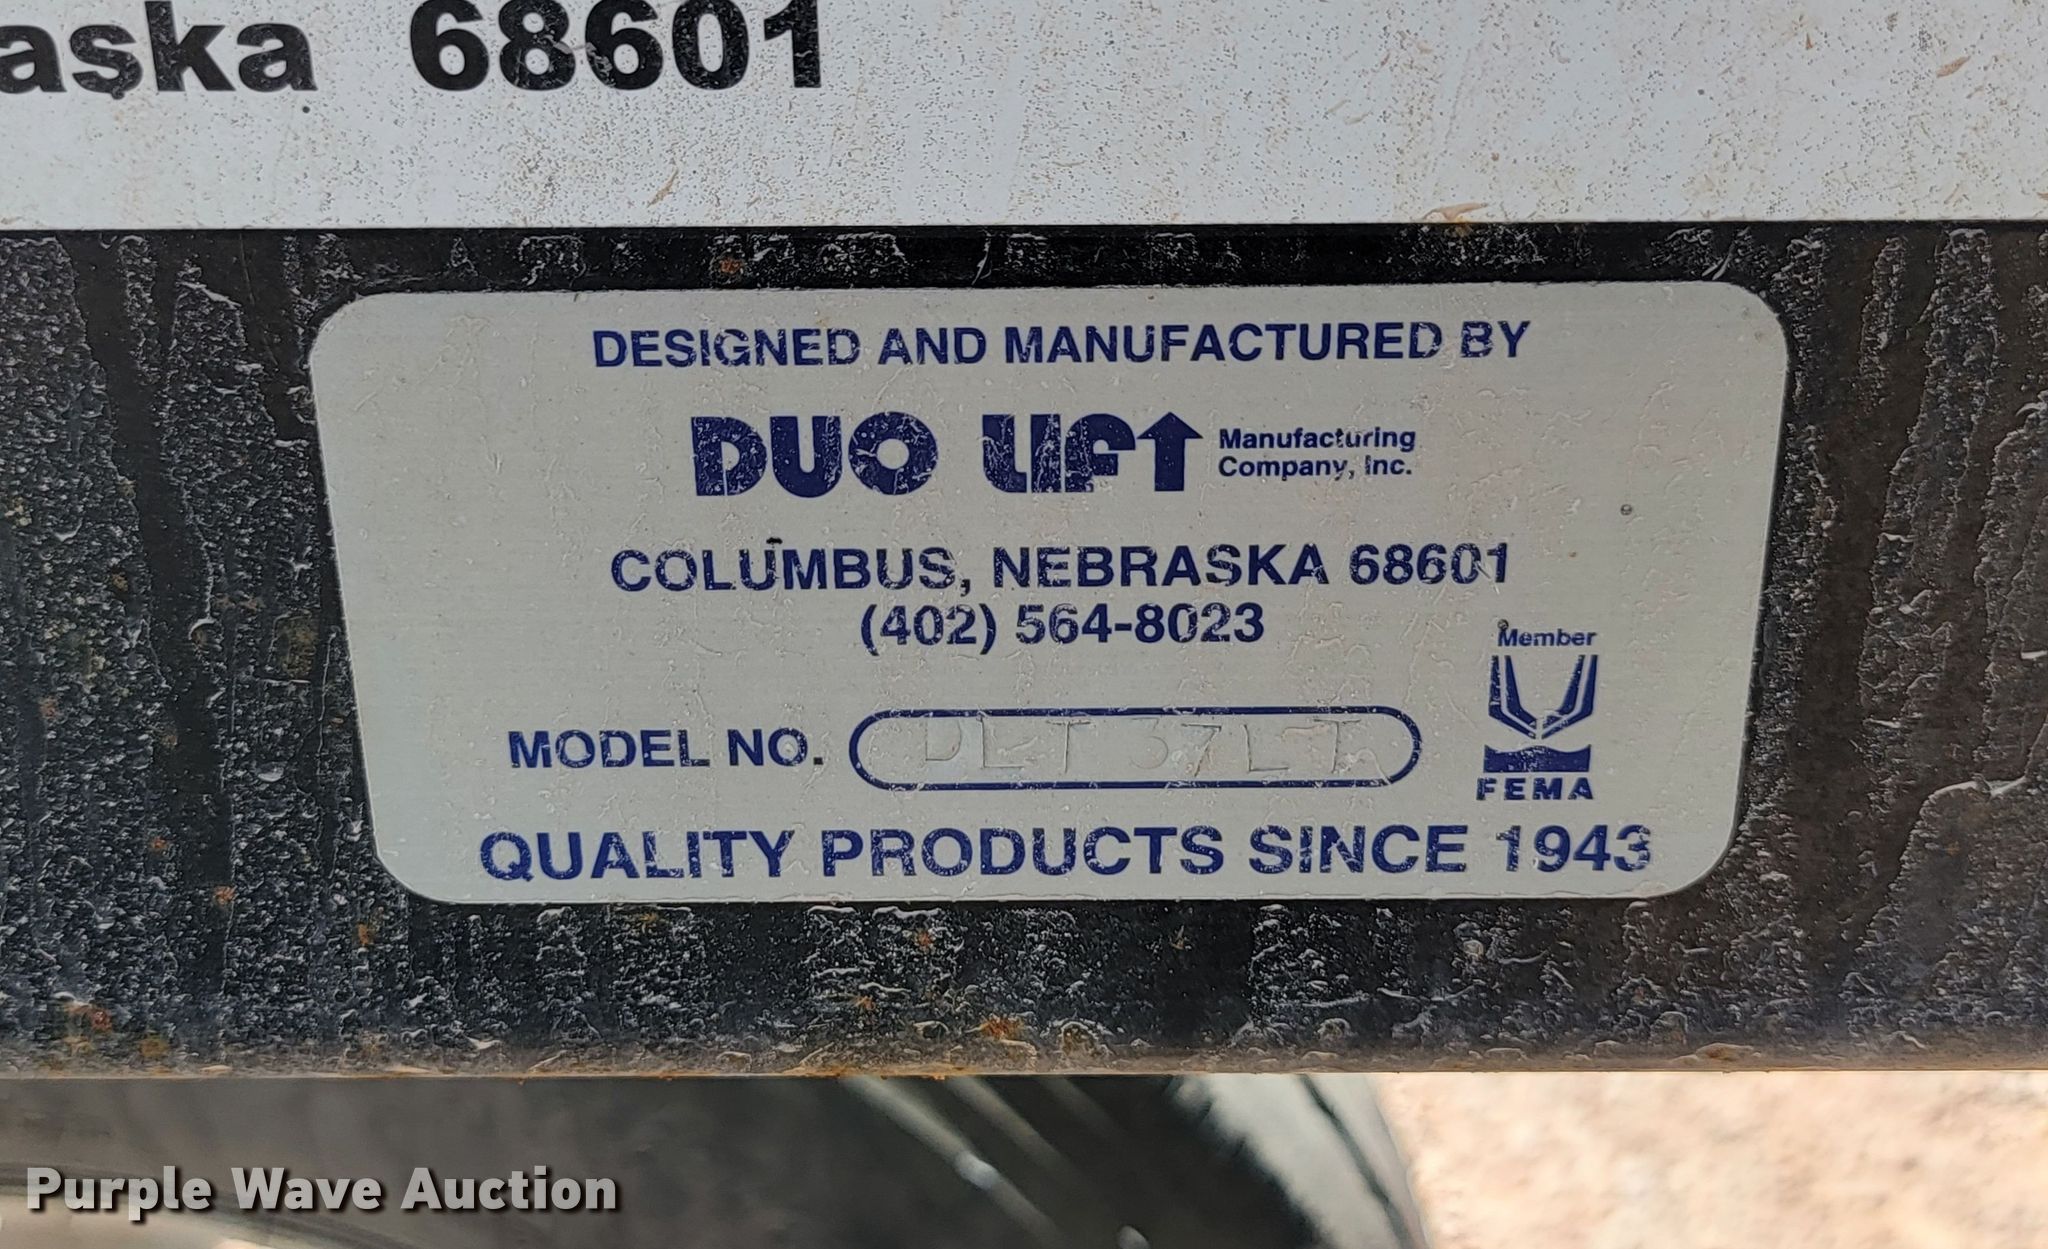 aska 68601
DESIGNED AND MANUFACTURED BY
DUO LIFT Manufacturing
Company, Inc.
COLUMBUS, NEBRASKA 68601
(402) 564-8023
Member
MODEL NO. DLT37LT
FEMA
QUALITY PRODUCTS SINCE 1943
Purple Wave Auction